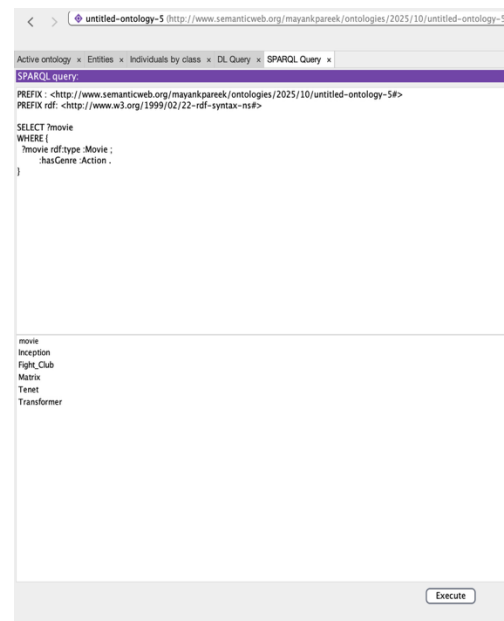 untitled-ontology-5 (http://www.semanticweb.org/mayankpareek/ontologies/2025/10/untitled-ontology-5
Active ontology × Entities × Individuals by class × DL Query × SPARQL Query ×
SPARQL query:
PREFIX : <http://www.semanticweb.org/mayankpareek/ontologies/2025/10/untitled-ontology-5#>
PREFIX rdf: <http://www.w3.org/1999/02/22-rdf-syntax-ns#>
SELECT ?movie
WHERE {
?movie rdf:type :Movie ;
:hasGenre :Action .
}
movie
Inception
Fight_Club
Matrix
Tenet
Transformer
Execute